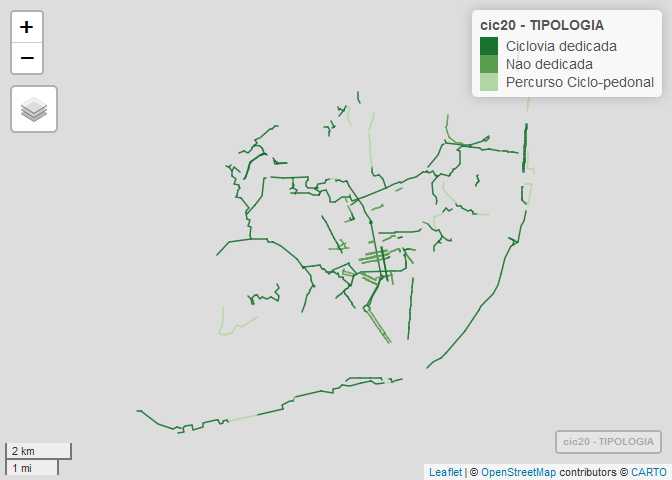 +
−
cic20 - TIPOLOGIA
Ciclovia dedicada
Nao dedicada
Percurso Ciclo-pedonal
2 km
1 mi
cic20 - TIPOLOGIA
Leaflet | © OpenStreetMap contributors © CARTO